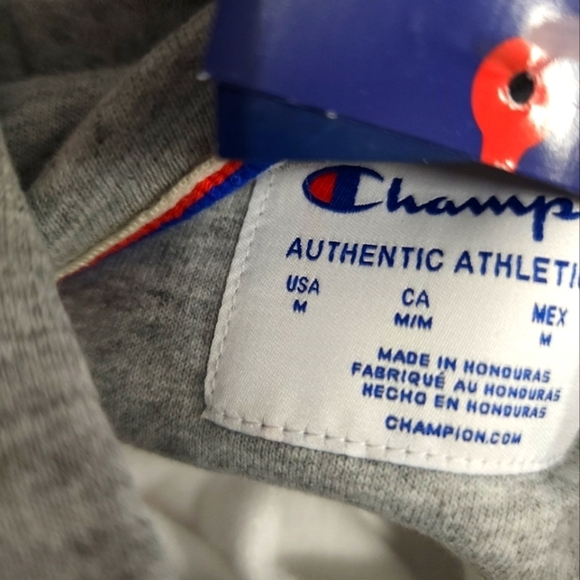 Champ
AUTHENTIC ATHLETI
USA CA MEX
M M/M M
MADE IN HONDURAS
FABRIQUÉ AU HONDURAS
HECHO EN HONDURAS
CHAMPION.COM